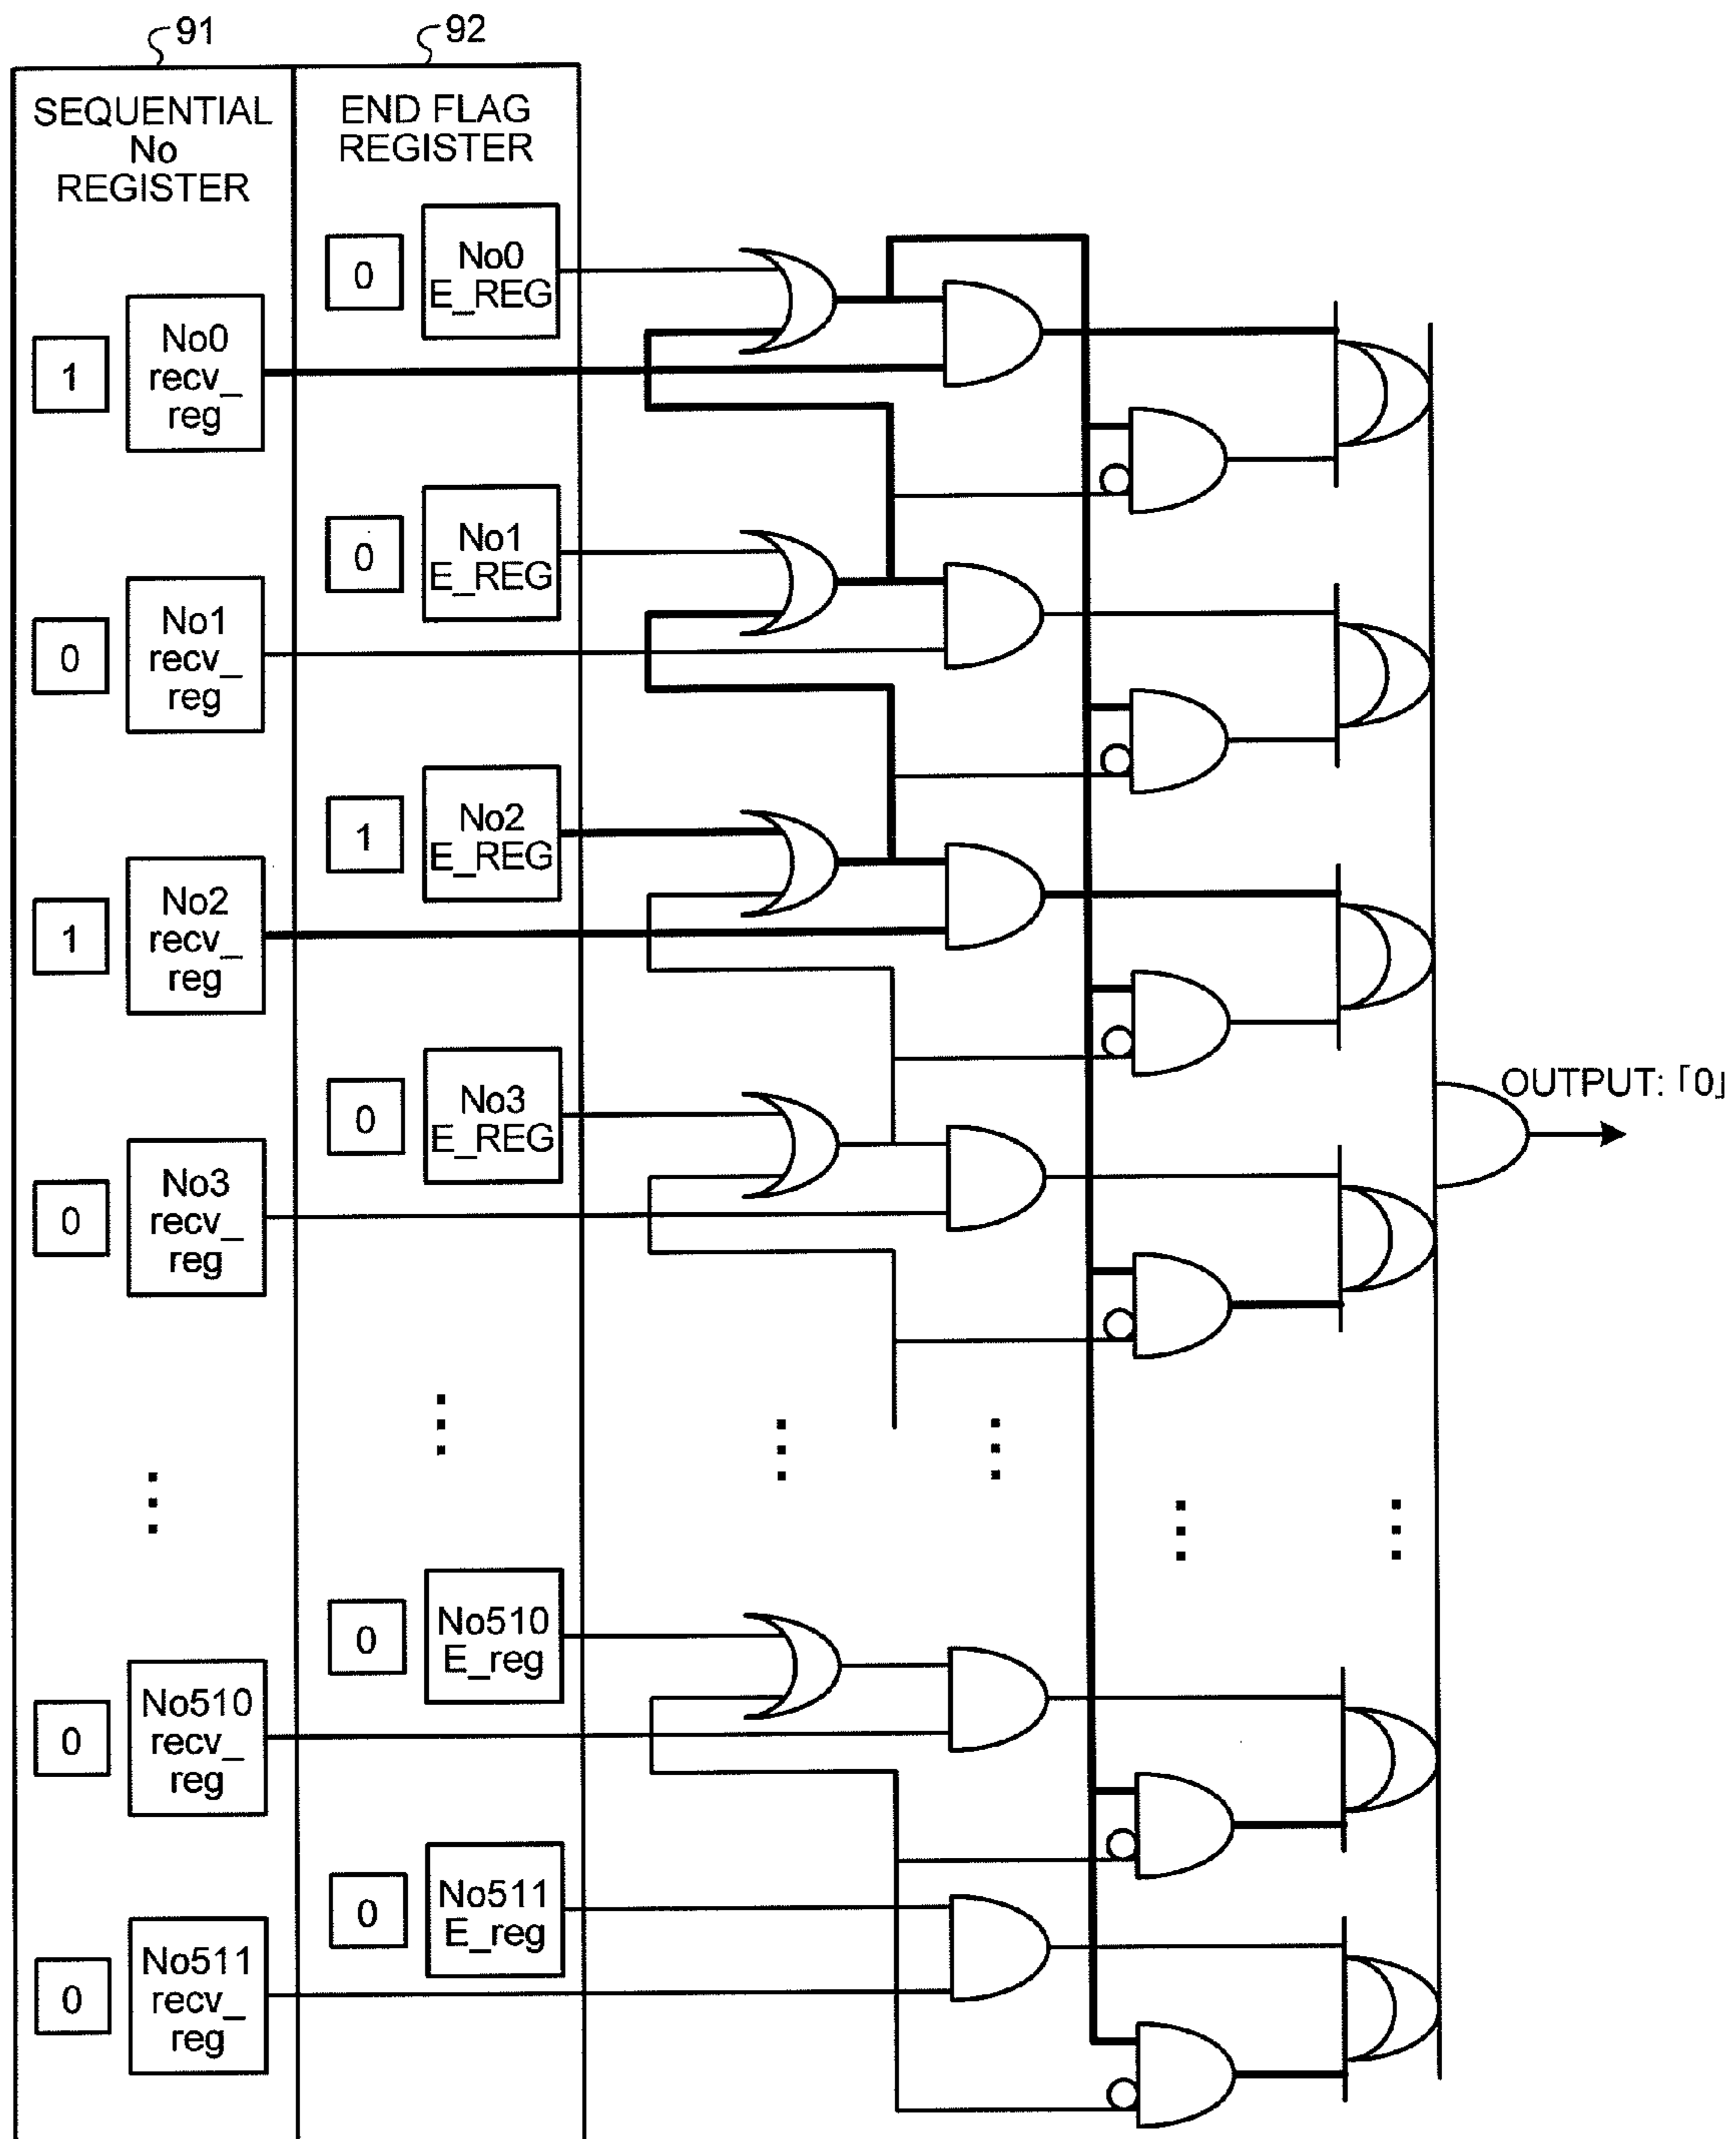 91
92
SEQUENTIAL
No
REGISTER
END FLAG
REGISTER
0
No0
E_REG
1
No0
recv_
reg
0
No1
E_REG
0
No1
recv_
reg
1
No2
E_REG
1
No2
recv_
reg
0
No3
E_REG
OUTPUT: ｢0｣
0
No3
recv_
reg
0
No510
E_reg
0
No510
recv_
reg
0
No511
E_reg
0
No511
recv_
reg